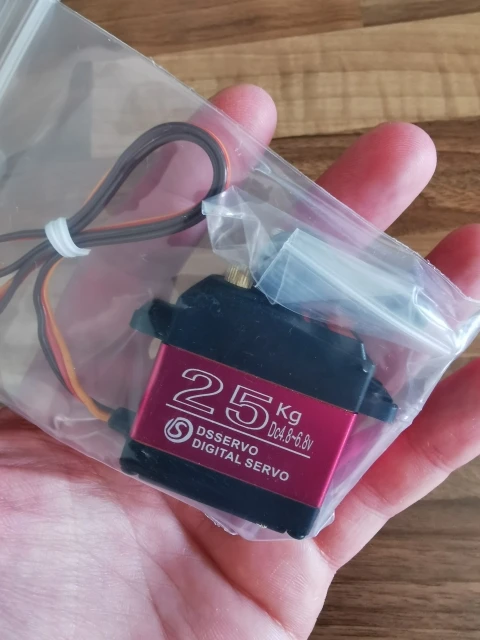 25Kg
Dc4.8~6.8v
DSSERVO
DIGITAL SERVO